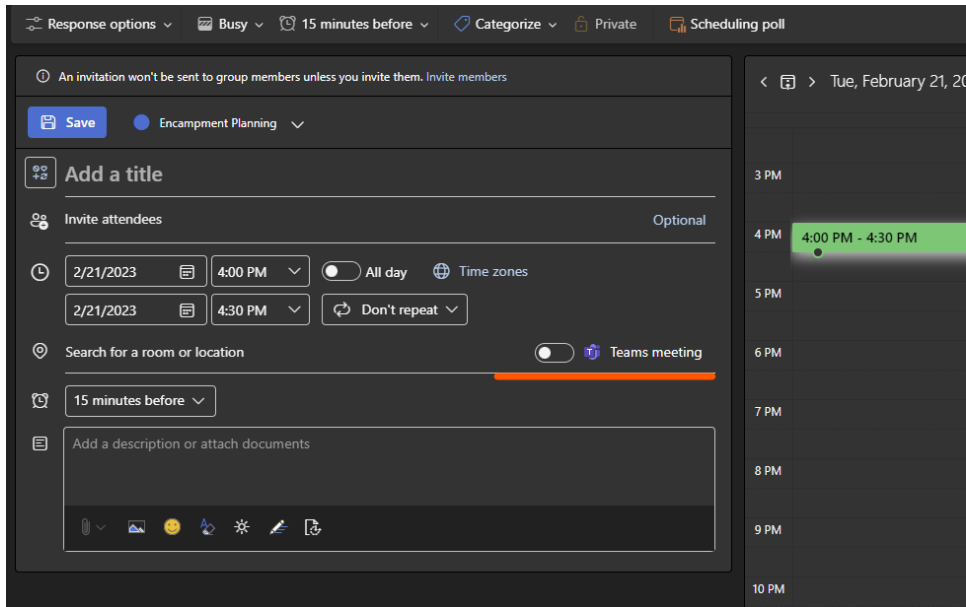 Response options Busy 15 minutes before Categorize Private Scheduling poll
An invitation won't be sent to group members unless you invite them. Invite members
Save Encampment Planning
Add a title
Invite attendees Optional
2/21/2023 4:00 PM All day Time zones
2/21/2023 4:30 PM Don't repeat
Search for a room or location Teams meeting
15 minutes before
Add a description or attach documents
Tue, February 21, 20
3 PM
4 PM 4:00 PM - 4:30 PM
5 PM
6 PM
7 PM
8 PM
9 PM
10 PM